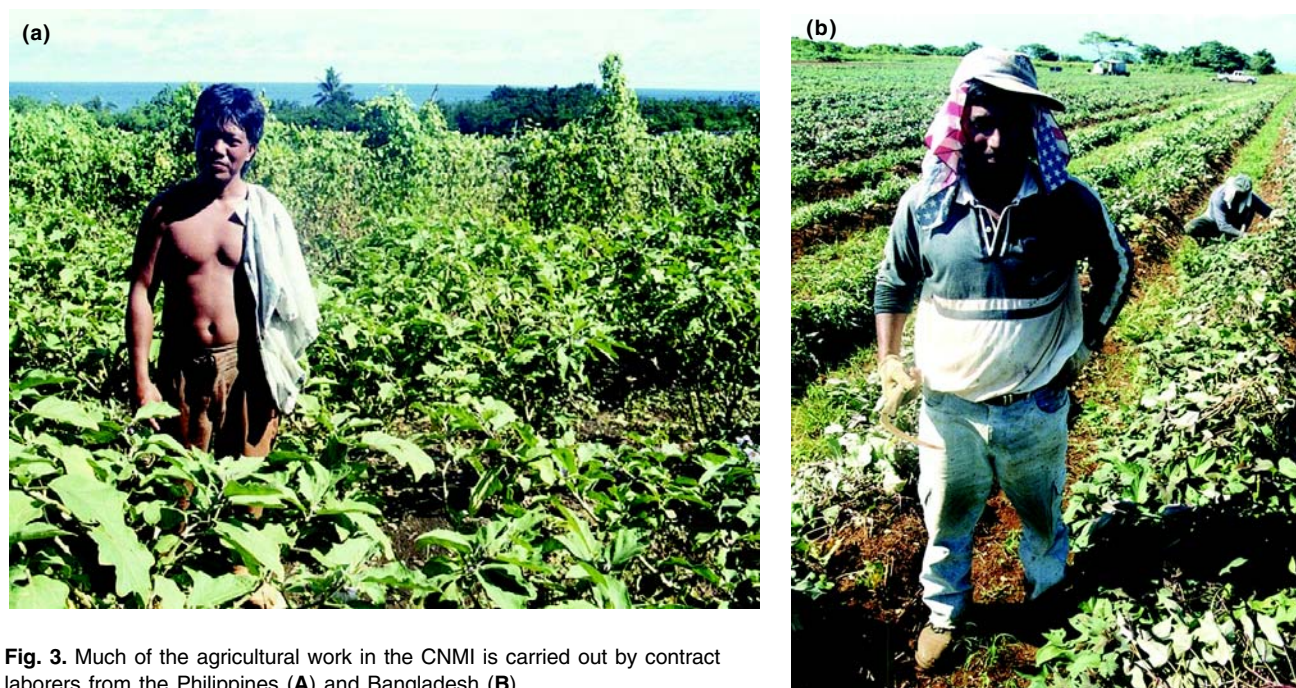 (a)
(b)
Fig. 3. Much of the agricultural work in the CNMI is carried out by contract
laborers from the Philippines (A) and Bangladesh (B)